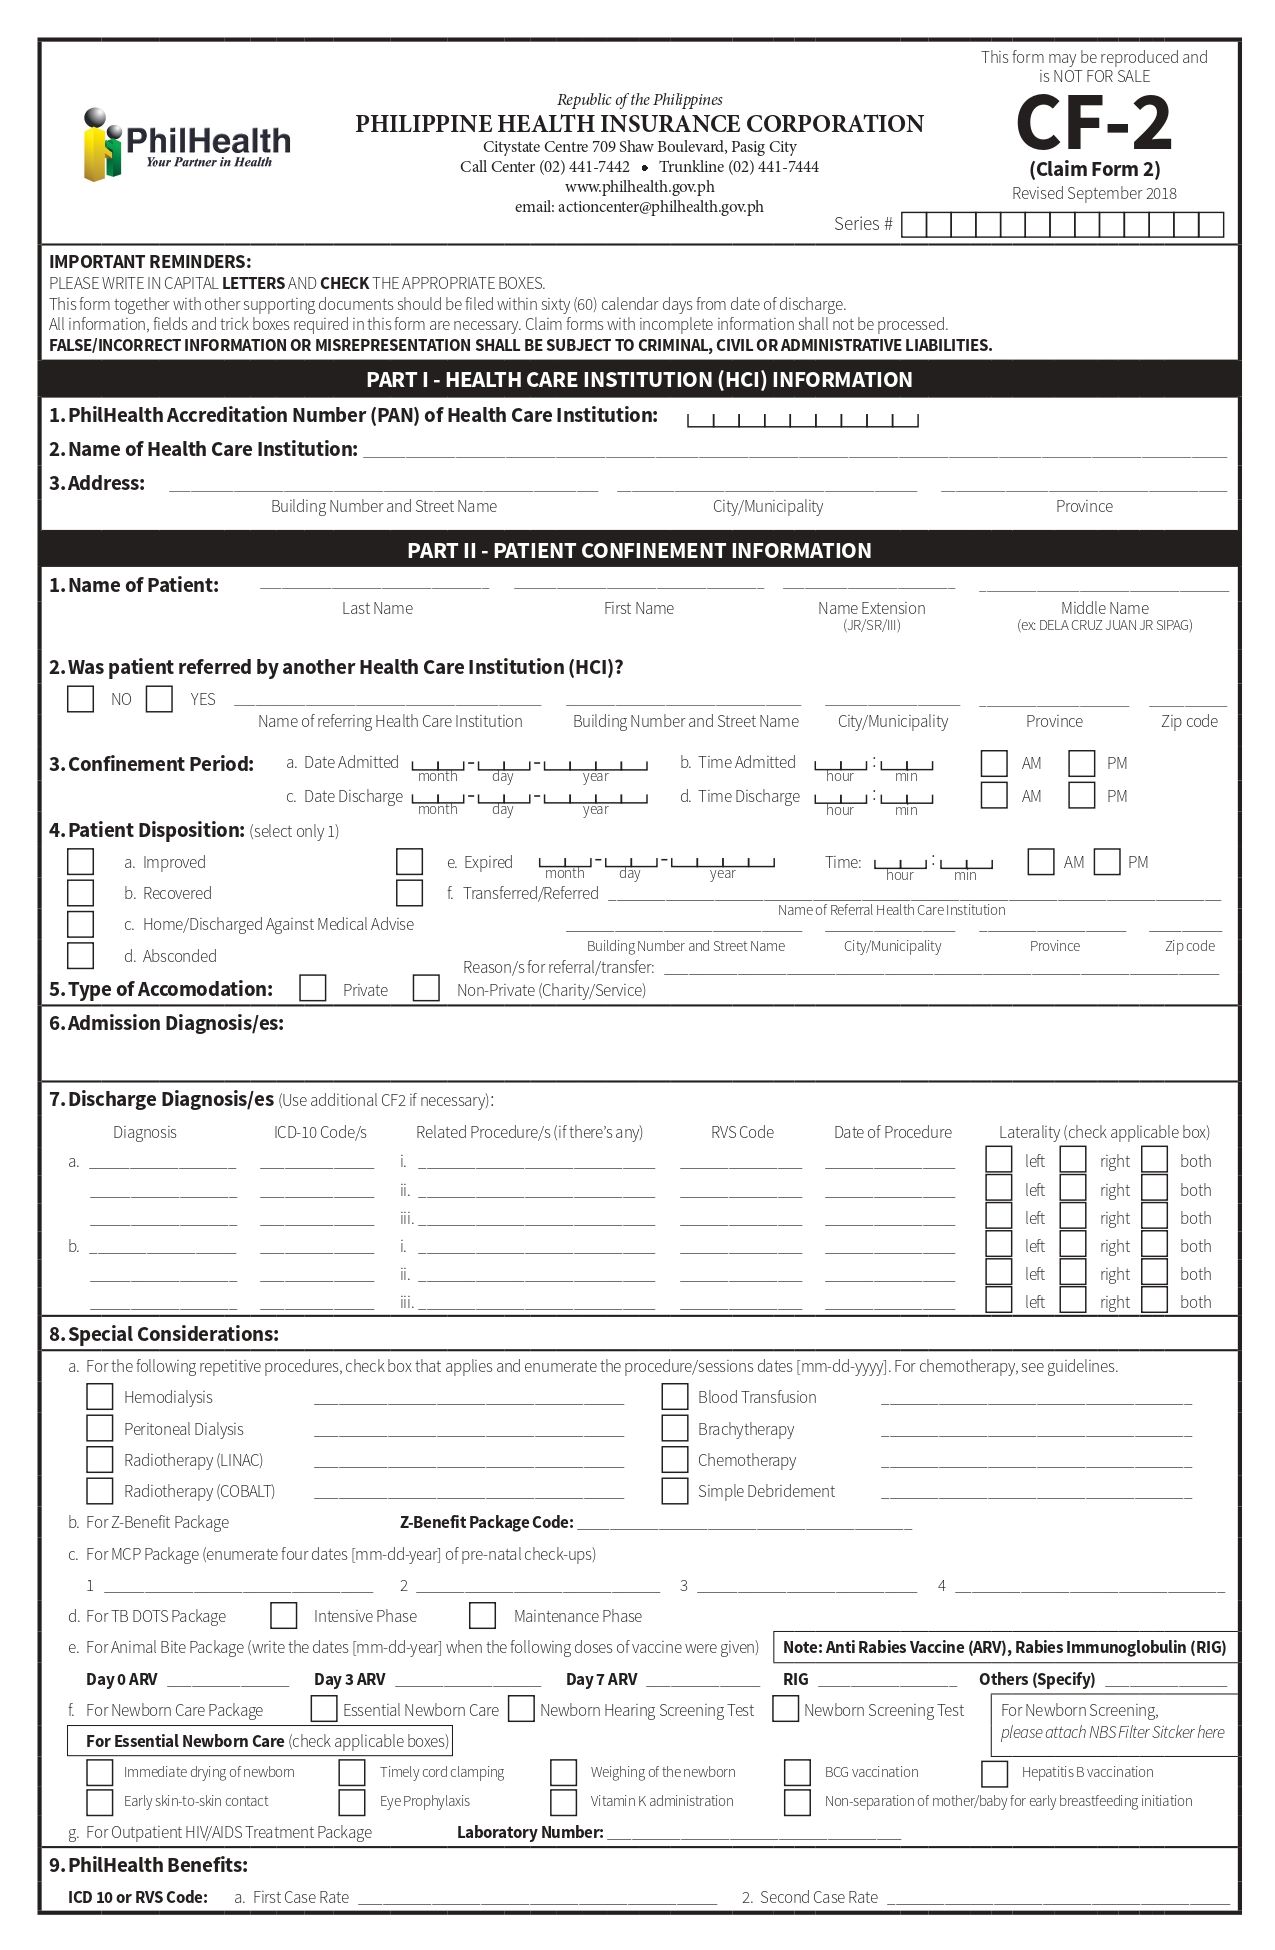 This form may be reproduced and
is NOT FOR SALE
PhilHealth
Your Partner in Health
Republic of the Philippines
PHILIPPINE HEALTH INSURANCE CORPORATION
Citystate Centre 709 Shaw Boulevard, Pasig City
Call Center (02) 441-7442 • Trunkline (02) 441-7444
www.philhealth.gov.ph
email: actioncenter@philhealth.gov.ph
CF-2
(Claim Form 2)
Revised September 2018
Series #
IMPORTANT REMINDERS:
PLEASE WRITE IN CAPITAL LETTERS AND CHECK THE APPROPRIATE BOXES.
This form together with other supporting documents should be filed within sixty (60) calendar days from date of discharge.
All information, fields and trick boxes required in this form are necessary. Claim forms with incomplete information shall not be processed.
FALSE/INCORRECT INFORMATION OR MISREPRESENTATION SHALL BE SUBJECT TO CRIMINAL, CIVIL OR ADMINISTRATIVE LIABILITIES.
PART I - HEALTH CARE INSTITUTION (HCI) INFORMATION
1. PhilHealth Accreditation Number (PAN) of Health Care Institution:
2. Name of Health Care Institution:
3. Address:
Building Number and Street Name City/Municipality Province
PART II - PATIENT CONFINEMENT INFORMATION
1. Name of Patient:
Last Name First Name Name Extension Middle Name
(JR/SR/III) (ex: DELA CRUZ JUAN JR SIPAG)
2. Was patient referred by another Health Care Institution (HCI)?
NO YES
Name of referring Health Care Institution Building Number and Street Name City/Municipality Province Zip code
3. Confinement Period: a. Date Admitted - - b. Time Admitted : AM PM
month day year hour min
c. Date Discharge - - d. Time Discharge : AM PM
month day year hour min
4. Patient Disposition: (select only 1)
a. Improved e. Expired - - Time: : AM PM
month day year hour min
b. Recovered f. Transferred/Referred
Name of Referral Health Care Institution
c. Home/Discharged Against Medical Advise
Building Number and Street Name City/Municipality Province Zip code
d. Absconded
Reason/s for referral/transfer:
5. Type of Accomodation: Private Non-Private (Charity/Service)
6. Admission Diagnosis/es:
7. Discharge Diagnosis/es (Use additional CF2 if necessary):
Diagnosis ICD-10 Code/s Related Procedure/s (if there's any) RVS Code Date of Procedure Laterality (check applicable box)
a. i. left right both
ii. left right both
iii. left right both
b. i. left right both
ii. left right both
iii. left right both
8. Special Considerations:
a. For the following repetitive procedures, check box that applies and enumerate the procedure/sessions dates [mm-dd-yyyy]. For chemotherapy, see guidelines.
Hemodialysis Blood Transfusion
Peritoneal Dialysis Brachytherapy
Radiotherapy (LINAC) Chemotherapy
Radiotherapy (COBALT) Simple Debridement
b. For Z-Benefit Package Z-Benefit Package Code:
c. For MCP Package (enumerate four dates [mm-dd-year] of pre-natal check-ups)
1 2 3 4
d. For TB DOTS Package Intensive Phase Maintenance Phase
e. For Animal Bite Package (write the dates [mm-dd-year] when the following doses of vaccine were given) Note: Anti Rabies Vaccine (ARV), Rabies Immunoglobulin (RIG)
Day 0 ARV Day 3 ARV Day 7 ARV RIG Others (Specify)
f. For Newborn Care Package Essential Newborn Care Newborn Hearing Screening Test Newborn Screening Test For Newborn Screening,
please attach NBS Filter Sitcker here
For Essential Newborn Care (check applicable boxes)
Immediate drying of newborn Timely cord clamping Weighing of the newborn BCG vaccination Hepatitis B vaccination
Early skin-to-skin contact Eye Prophylaxis Vitamin K administration Non-separation of mother/baby for early breastfeeding initiation
g. For Outpatient HIV/AIDS Treatment Package Laboratory Number:
9. PhilHealth Benefits:
ICD 10 or RVS Code: a. First Case Rate 2. Second Case Rate